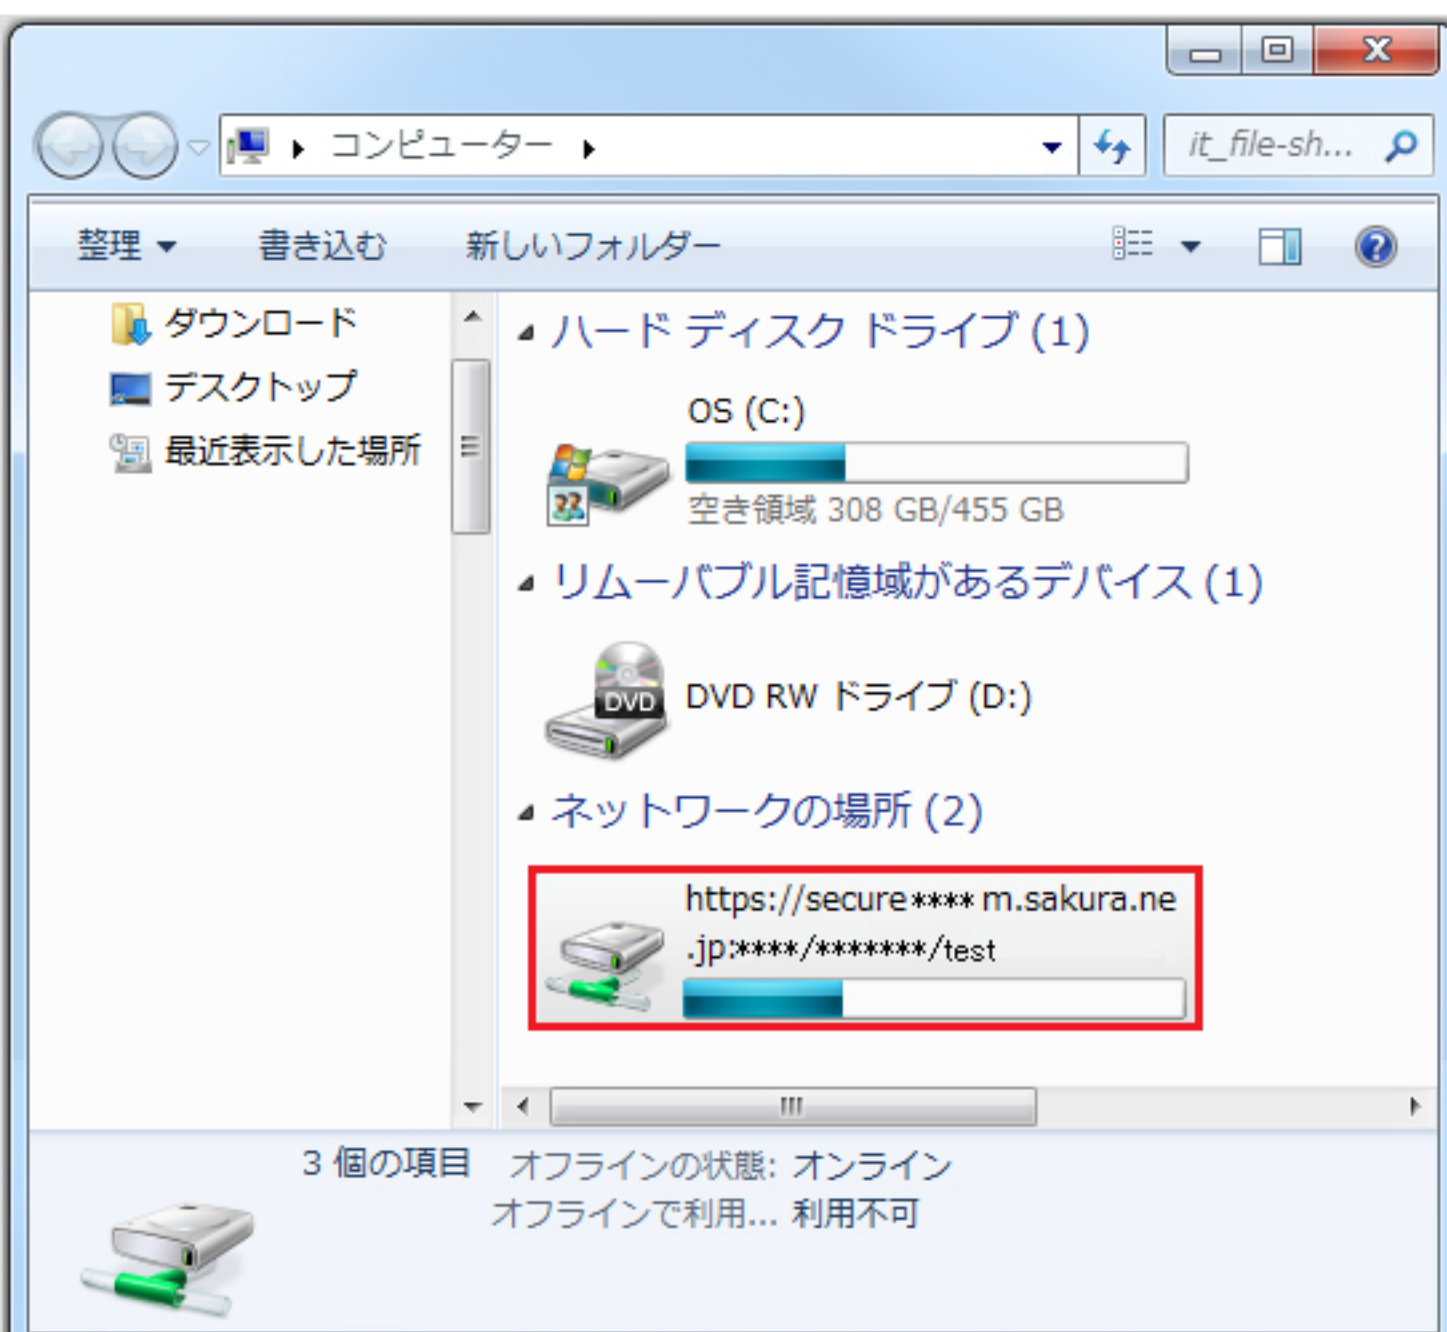 コンピューター
it_file-sh...
整理
書き込む
新しいフォルダー
ダウンロード
デスクトップ
最近表示した場所
ハード ディスク ドライブ (1)
OS (C:)
空き領域 308 GB/455 GB
リムーバブル記憶域があるデバイス (1)
DVD
DVD RW ドライブ (D:)
ネットワークの場所 (2)
https://secure**** m.sakura.ne
.jp:****/*******/test
3 個の項目
オフラインの状態: オンライン
オフラインで利用... 利用不可